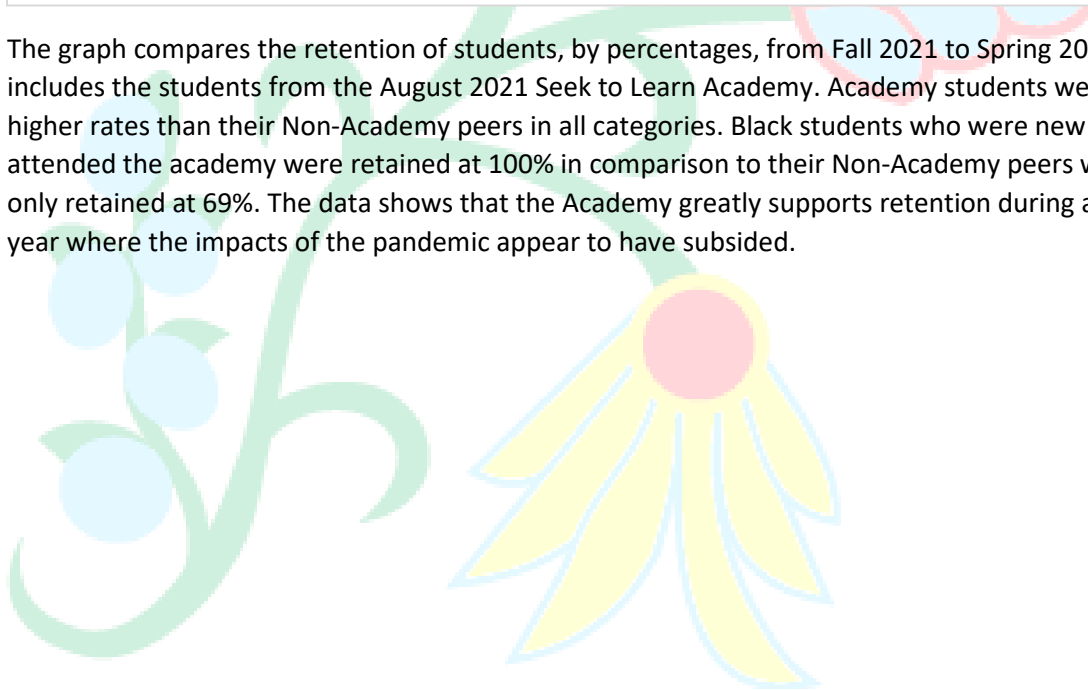 The graph compares the retention of students, by percentages, from Fall 2021 to Spring 20
includes the students from the August 2021 Seek to Learn Academy. Academy students we
higher rates than their Non-Academy peers in all categories. Black students who were new
attended the academy were retained at 100% in comparison to their Non-Academy peers
only retained at 69%. The data shows that the Academy greatly supports retention during a
year where the impacts of the pandemic appear to have subsided.